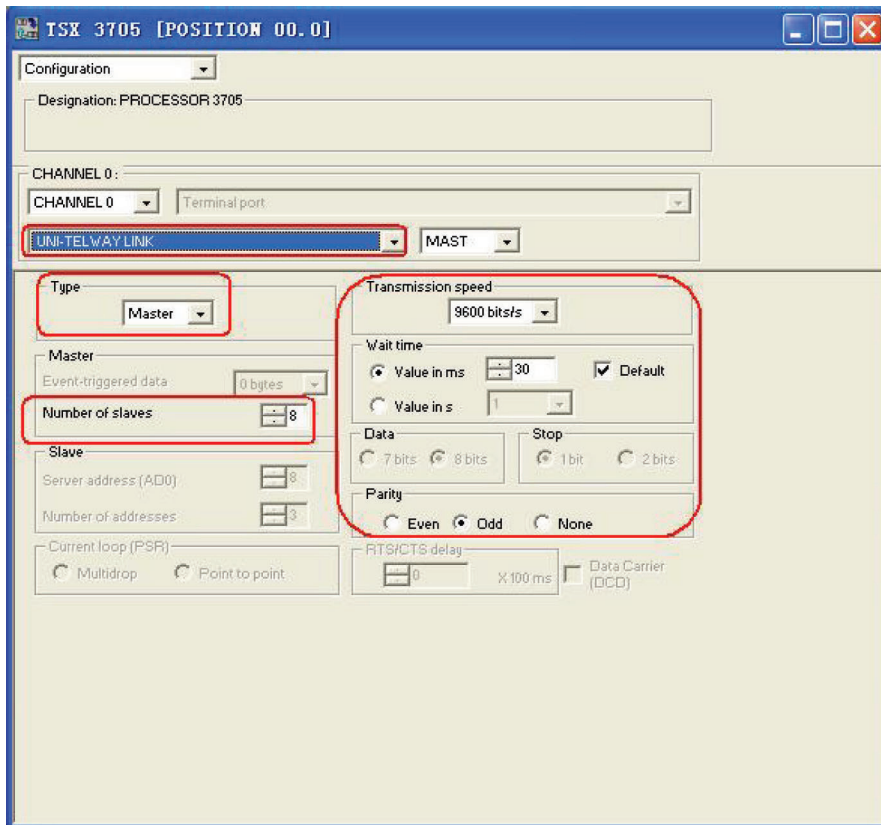 TSX 3705 [POSITION 00.0]
Configuration
Designation: PROCESSOR 3705
CHANNEL 0 :
CHANNEL 0 Terminal port
UNI-TELWAY LINK MAST
Type
Master
Transmission speed
9600 bits/s
Master
Event-triggered data 0 bytes
Number of slaves 8
Wait time
Value in ms 30 Default
Value in s 1
Slave
Server address (AD0) 8
Number of addresses 3
Data
7 bits 8 bits
Stop
1 bit 2 bits
Parity
Even Odd None
Current loop (PSR)
Multidrop Point to point
RTS/CTS delay
0 X 100 ms
Data Carrier
(DCD)